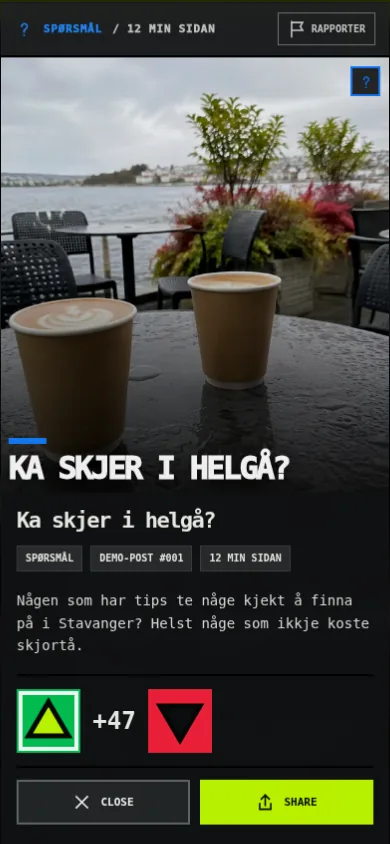 ? SPØRSMÅL / 12 MIN SIDAN
RAPPORTER
?
KA SKJER I HELGÅ?
Ka skjer i helgå?
SPØRSMÅL
DEMO-POST #001
12 MIN SIDAN
Någen som har tips te någe kjekt å finna
på i Stavanger? Helst någe som ikkje koste
skjortå.
+47
CLOSE
SHARE